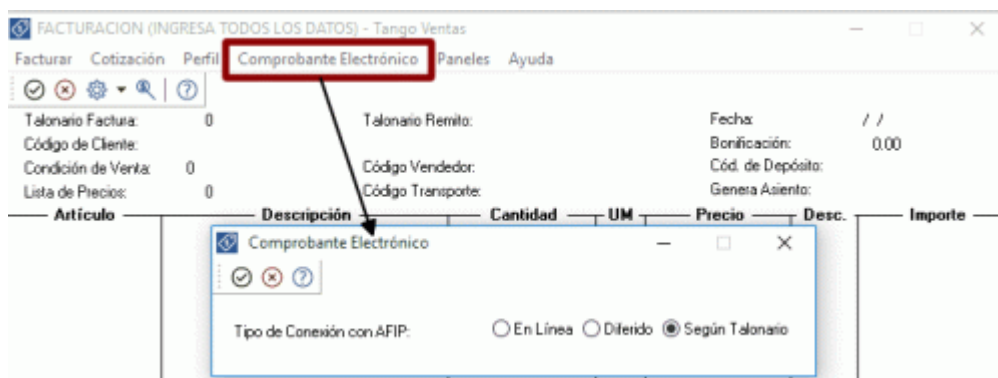 FACTURACION (INGRESA TODOS LOS DATOS) - Tango Ventas
Facturar Cotización Perfil Comprobante Electrónico Paneles Ayuda
Talonario Factura: 0 Talonario Remito: Fecha: / /
Código de Cliente: Bonificación: 0.00
Condición de Venta: 0 Código Vendedor: Cód. de Depósito:
Lista de Precios: 0 Código Transporte: Genera Asiento:
Artículo Descripción Cantidad UM Precio Desc. Importe
Comprobante Electrónico
Tipo de Conexión con AFIP: En Línea Diferido Según Talonario